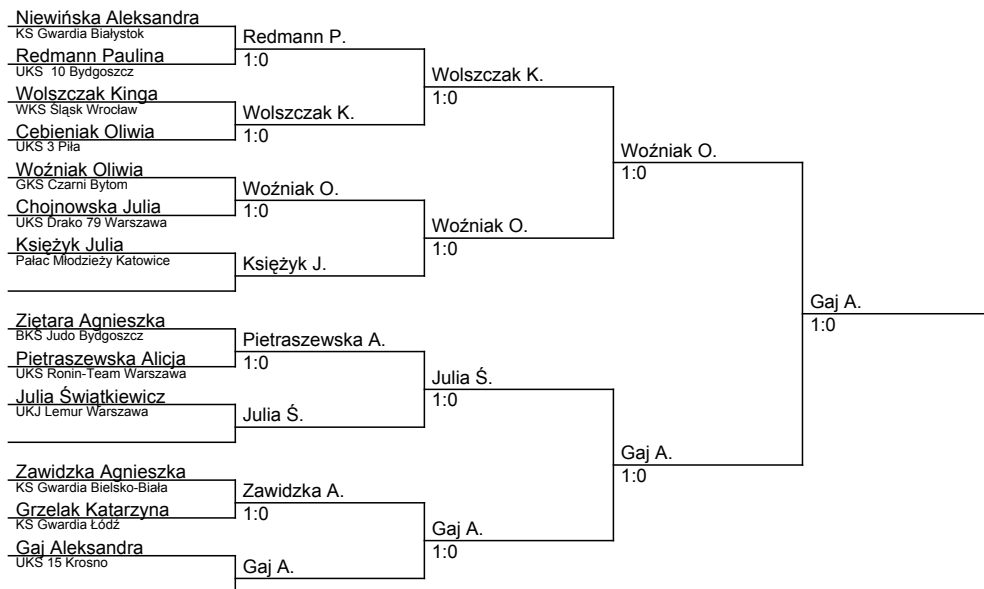 Niewińska Aleksandra
KS Gwardia Białystok
Redmann P.
1:0
Redmann Paulina
UKS 10 Bydgoszcz
Wolszczak K.
1:0
Wolszczak Kinga
WKS Śląsk Wrocław
Wolszczak K.
1:0
Cebieniak Oliwia
UKS 3 Piła
Woźniak O.
1:0
Woźniak Oliwia
GKS Czarni Bytom
Woźniak O.
1:0
Chojnowska Julia
UKS Drako 79 Warszawa
Woźniak O.
1:0
Księżyk Julia
Pałac Młodzieży Katowice
Księżyk J.
Gaj A.
1:0
Ziętara Agnieszka
BKS Judo Bydgoszcz
Pietraszewska A.
1:0
Pietraszewska Alicja
UKS Ronin-Team Warszawa
Julia Ś.
1:0
Julia Świątkiewicz
UKJ Lemur Warszawa
Julia Ś.
Gaj A.
1:0
Zawidzka Agnieszka
KS Gwardia Bielsko-Biała
Zawidzka A.
1:0
Grzelak Katarzyna
KS Gwardia Łódź
Gaj A.
1:0
Gaj Aleksandra
UKS 15 Krosno
Gaj A.